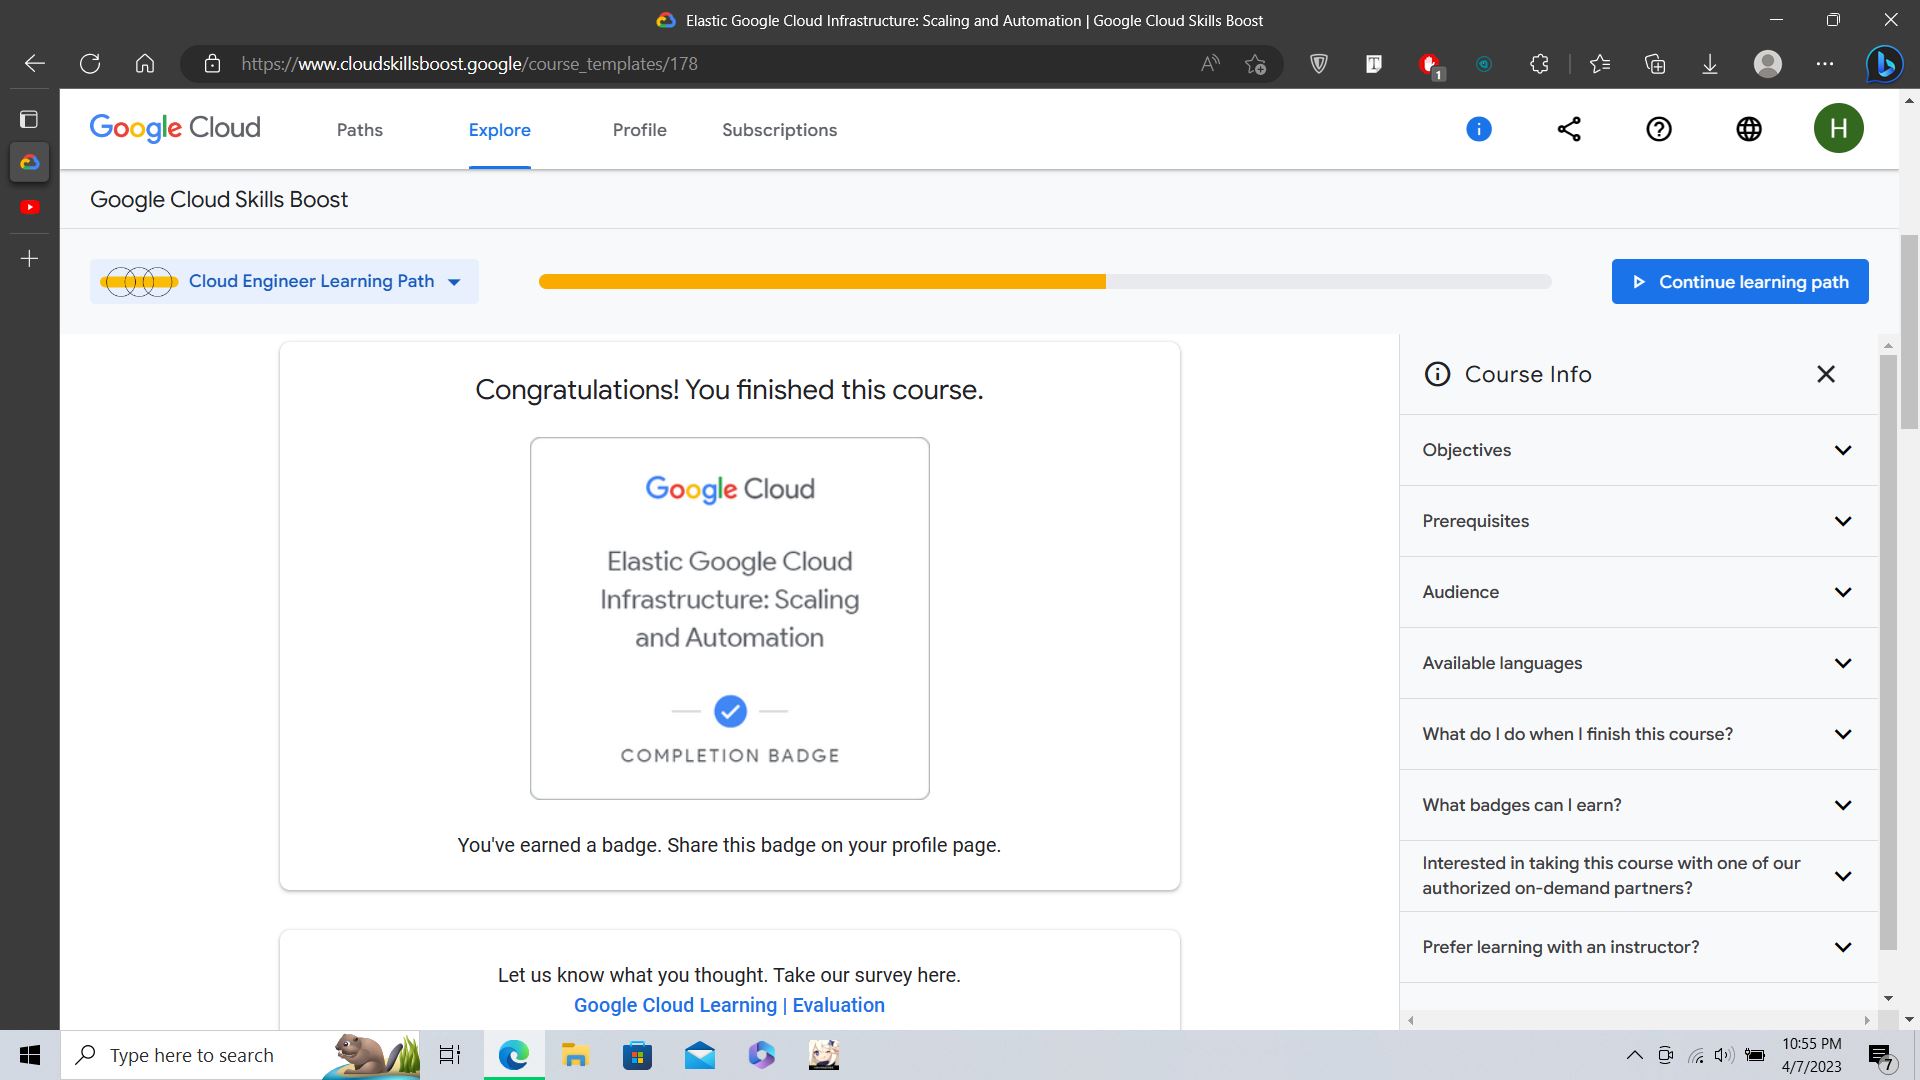 Elastic Google Cloud Infrastructure: Scaling and Automation | Google Cloud Skills Boost
https://www.cloudskillsboost.google/course_templates/178
1
Google Cloud
Paths
Explore
Profile
Subscriptions
H
Google Cloud Skills Boost
Cloud Engineer Learning Path
Continue learning path
Congratulations! You finished this course.
Google Cloud
Elastic Google Cloud
Infrastructure: Scaling
and Automation
COMPLETION BADGE
You've earned a badge. Share this badge on your profile page.
Let us know what you thought. Take our survey here.
Google Cloud Learning | Evaluation
Course Info
Objectives
Prerequisites
Audience
Available languages
What do I do when I finish this course?
What badges can I earn?
Interested in taking this course with one of our
authorized on-demand partners?
Prefer learning with an instructor?
Type here to search
10:55 PM
4/7/2023
7